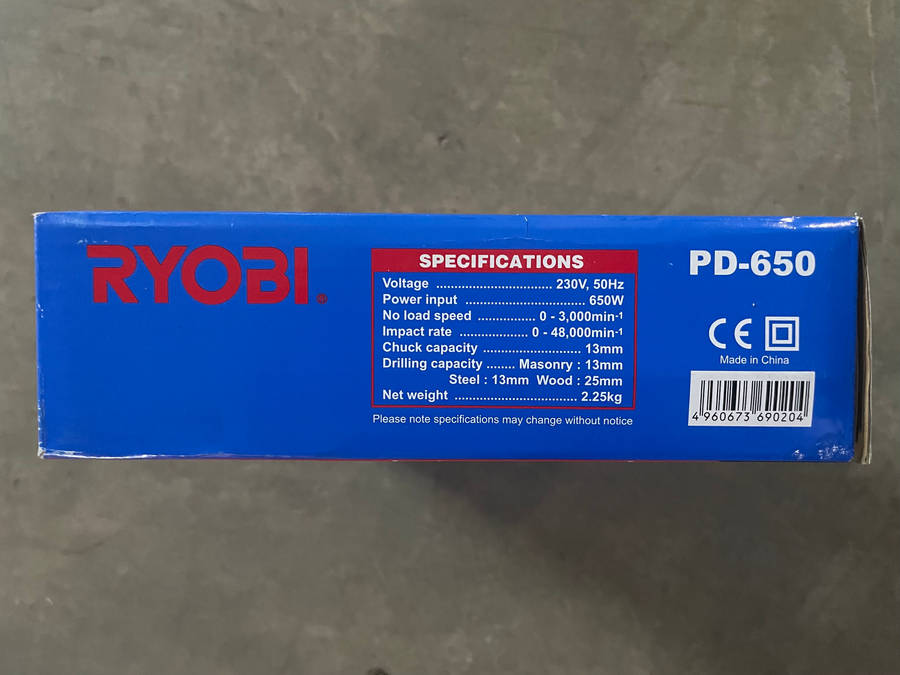 RYOBI®
SPECIFICATIONS
Voltage ................................ 230V, 50Hz
Power input ................................. 650W
No load speed ................ 0 - 3,000min-1
Impact rate ................... 0 - 48,000min-1
Chuck capacity ........................... 13mm
Drilling capacity ........ Masonry : 13mm
Steel : 13mm Wood : 25mm
Net weight .................................. 2.25kg
Please note specifications may change without notice
PD-650
CE
Made in China
4 960673 690204